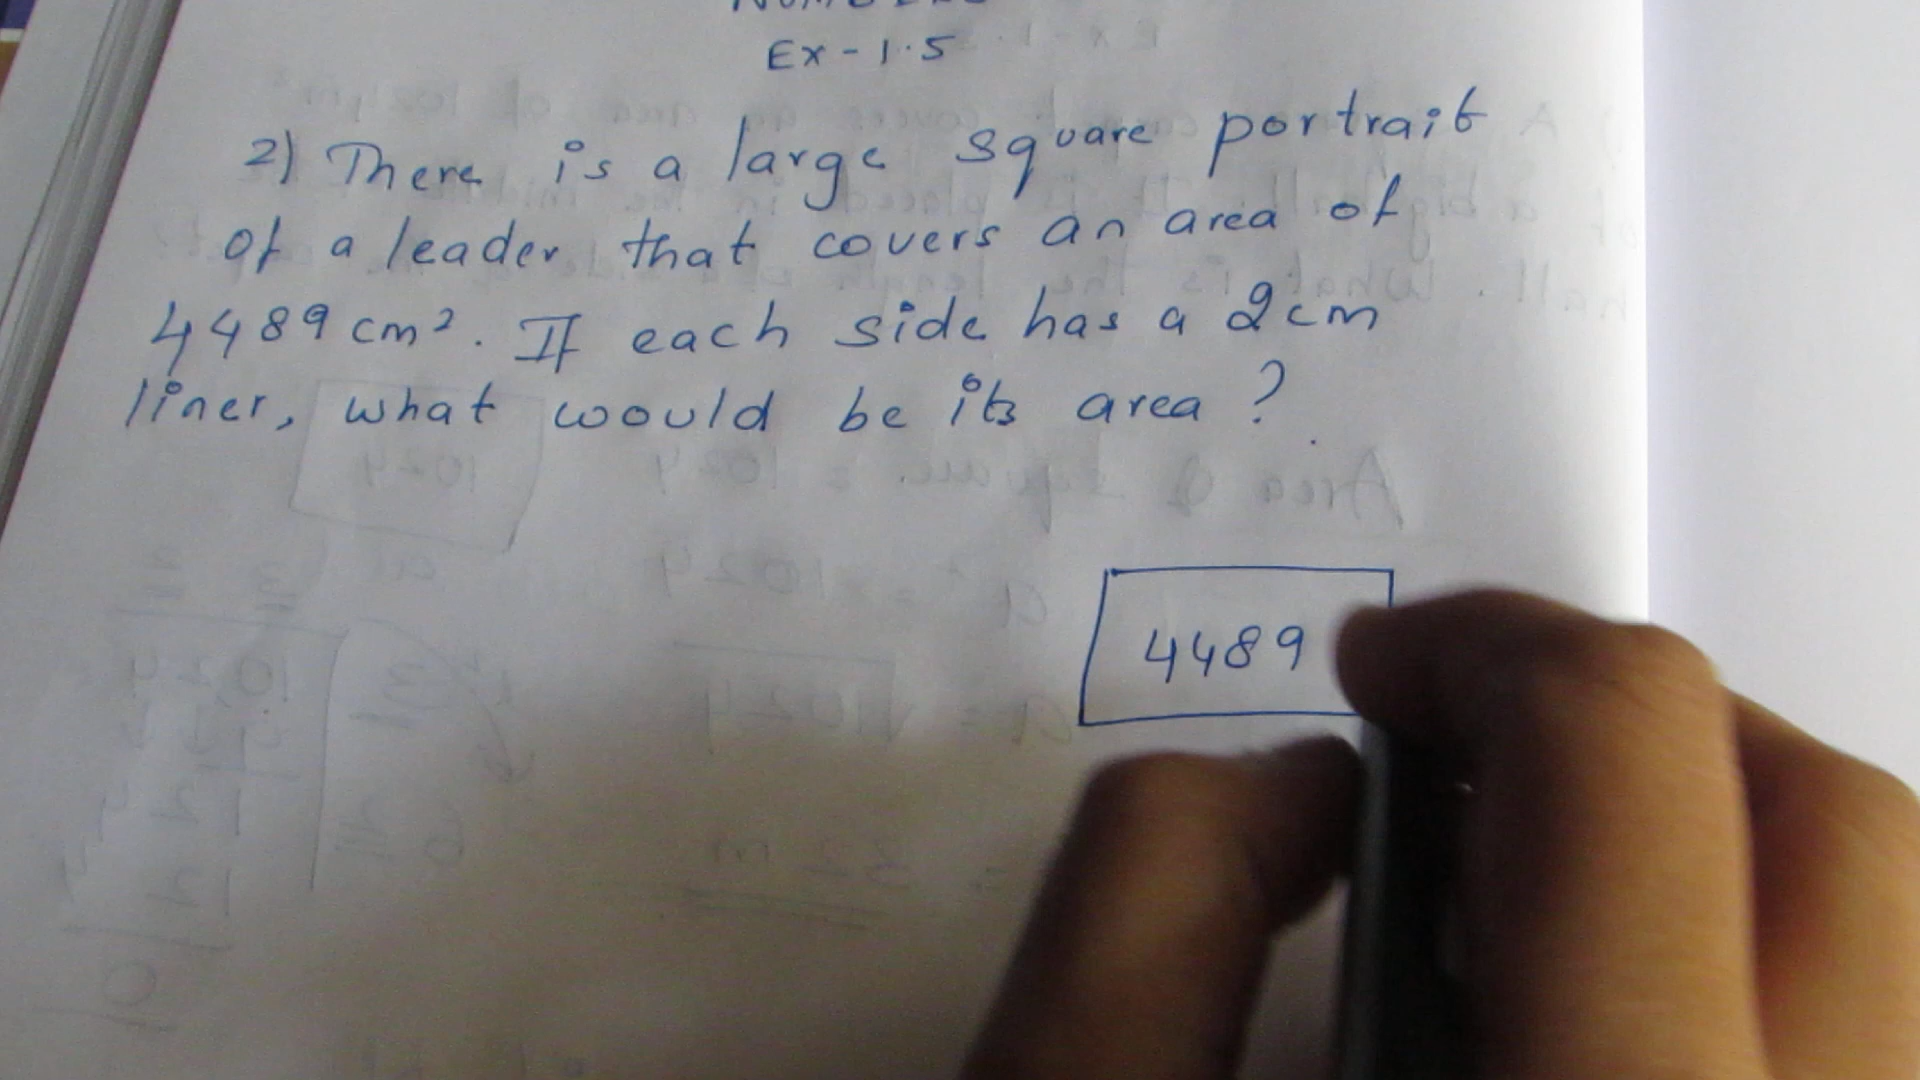 Ex-1.5
2) There is a large square portrait
of a leader that covers an area of
4489 cm². If each side has a 2cm
liner, what would be its area?
4489